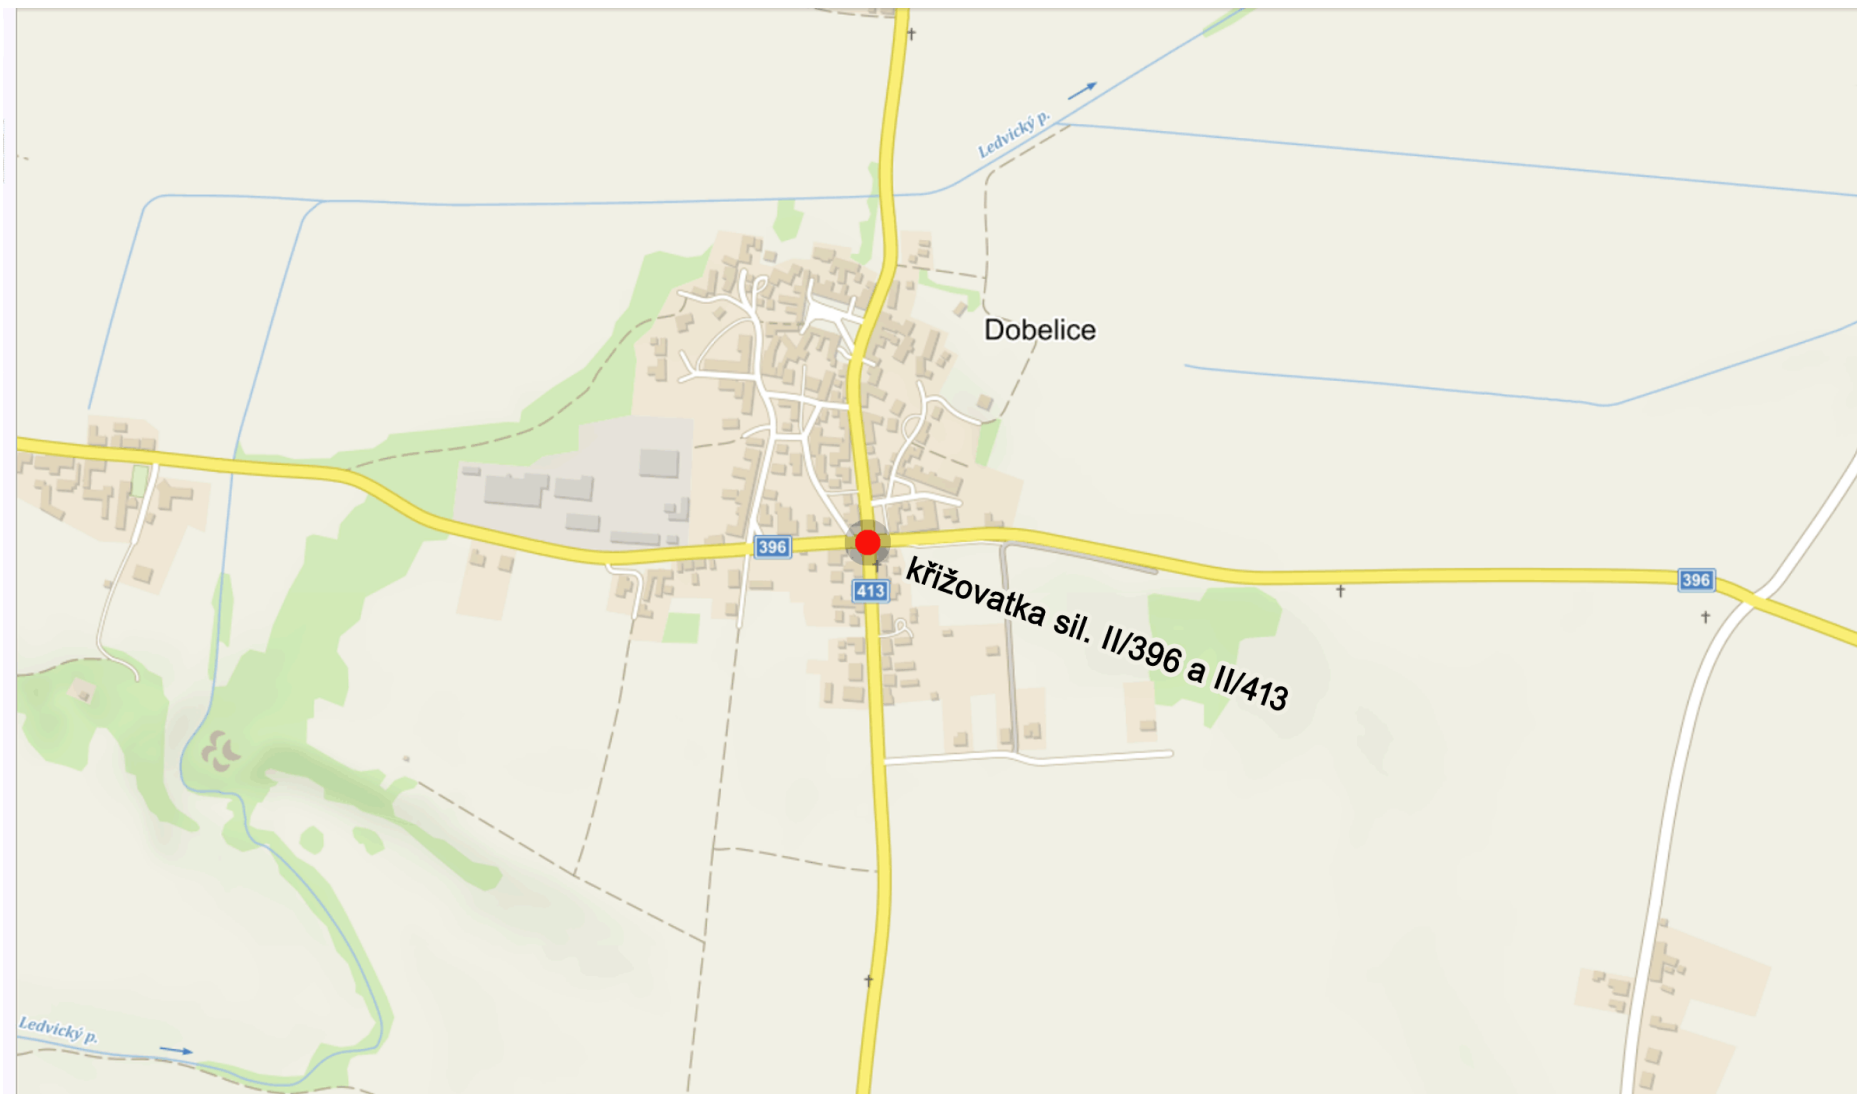 Ledvický p.
Dobelice
396
křižovatka sil. II/396 a II/413
413
396
Ledvický p.